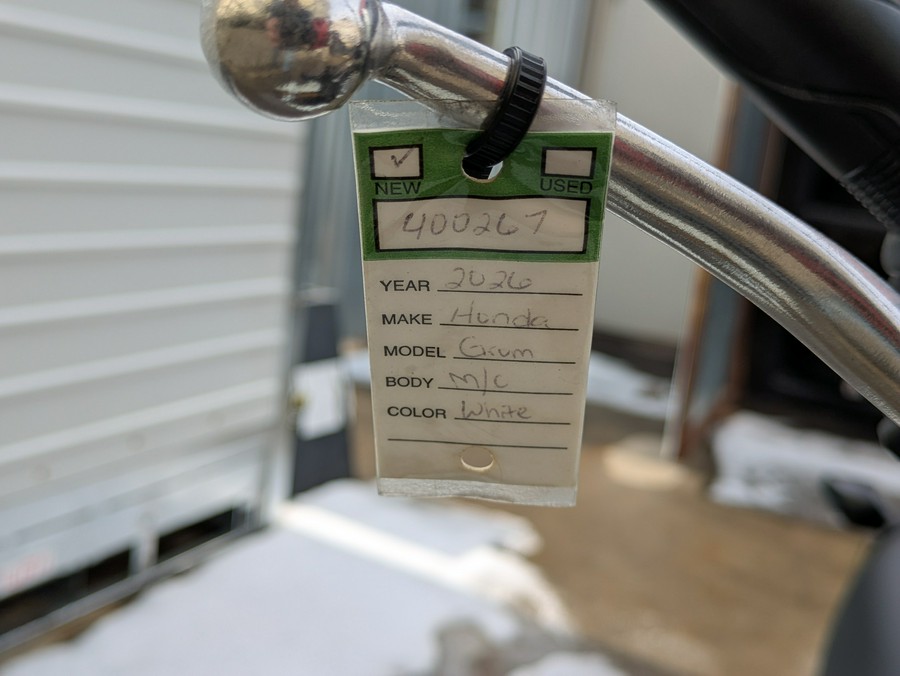 NEW USED
400267
YEAR 2026
MAKE Honda
MODEL Grom
BODY M/C
COLOR White